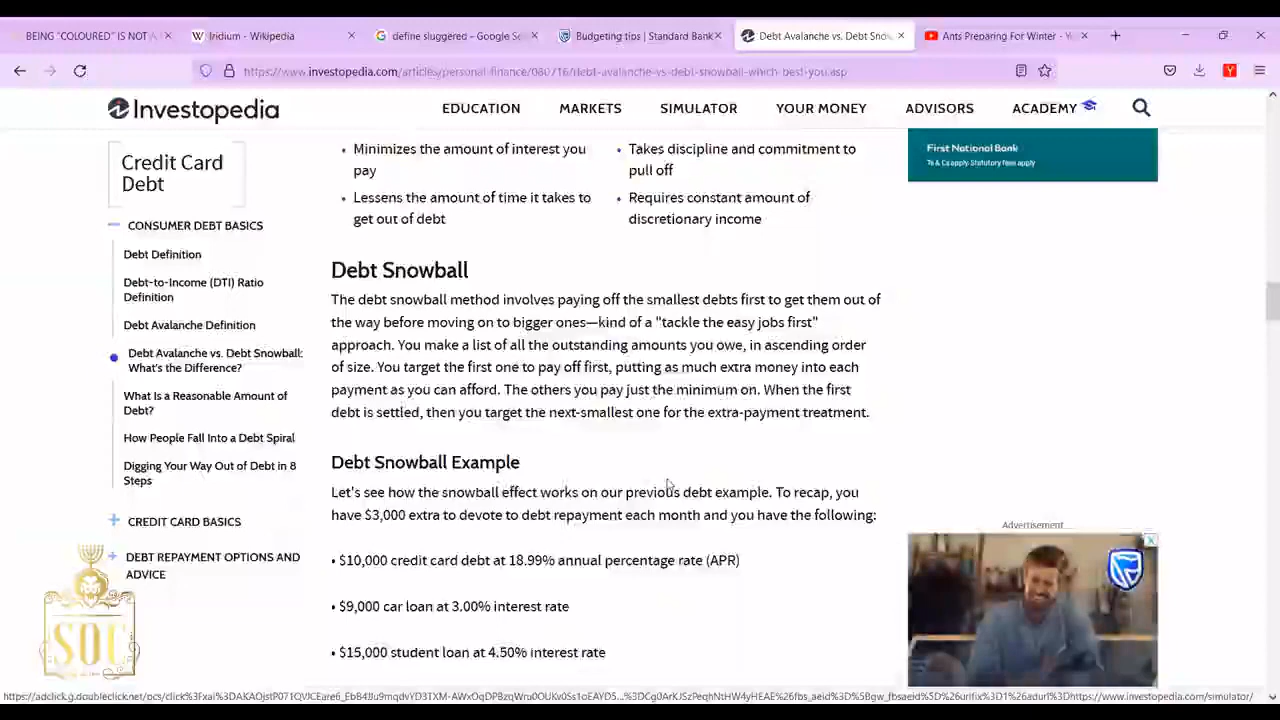 BEING "COLOURED" IS NOT A
Iridium - Wikipedia
define sluggered - Google Se
Budgeting tips | Standard Bank
Debt Avalanche vs. Debt Snow
Ants Preparing For Winter - Y
https://www.investopedia.com/articles/personal-finance/080716/debt-avalanche-vs-debt-snowball-which-best-you.asp
Investopedia
EDUCATION
MARKETS
SIMULATOR
YOUR MONEY
ADVISORS
ACADEMY
Credit Card
Debt
CONSUMER DEBT BASICS
Debt Definition
Debt-to-Income (DTI) Ratio
Definition
Debt Avalanche Definition
Debt Avalanche vs. Debt Snowball:
What's the Difference?
What Is a Reasonable Amount of
Debt?
How People Fall Into a Debt Spiral
Digging Your Way Out of Debt in 8
Steps
CREDIT CARD BASICS
DEBT REPAYMENT OPTIONS AND
ADVICE
SOC
• Minimizes the amount of interest you
pay
• Lessens the amount of time it takes to
get out of debt
• Takes discipline and commitment to
pull off
• Requires constant amount of
discretionary income
Debt Snowball
The debt snowball method involves paying off the smallest debts first to get them out of
the way before moving on to bigger ones—kind of a "tackle the easy jobs first"
approach. You make a list of all the outstanding amounts you owe, in ascending order
of size. You target the first one to pay off first, putting as much extra money into each
payment as you can afford. The others you pay just the minimum on. When the first
debt is settled, then you target the next-smallest one for the extra-payment treatment.
Debt Snowball Example
Let's see how the snowball effect works on our previous debt example. To recap, you
have $3,000 extra to devote to debt repayment each month and you have the following:
• $10,000 credit card debt at 18.99% annual percentage rate (APR)
• $9,000 car loan at 3.00% interest rate
• $15,000 student loan at 4.50% interest rate
First National Bank
Ts & Cs apply. Statutory fees apply
Advertisement